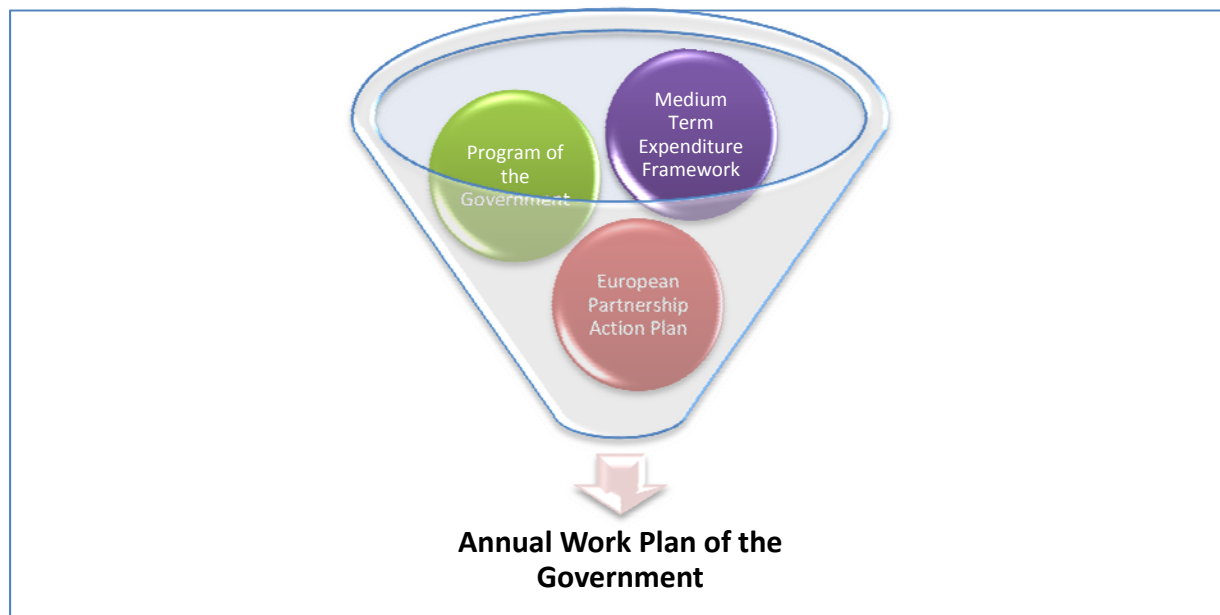 Medium
Term
Expenditure
Framework
Program of
the
Government
European
Partnership
Action Plan
Annual Work Plan of the
Government